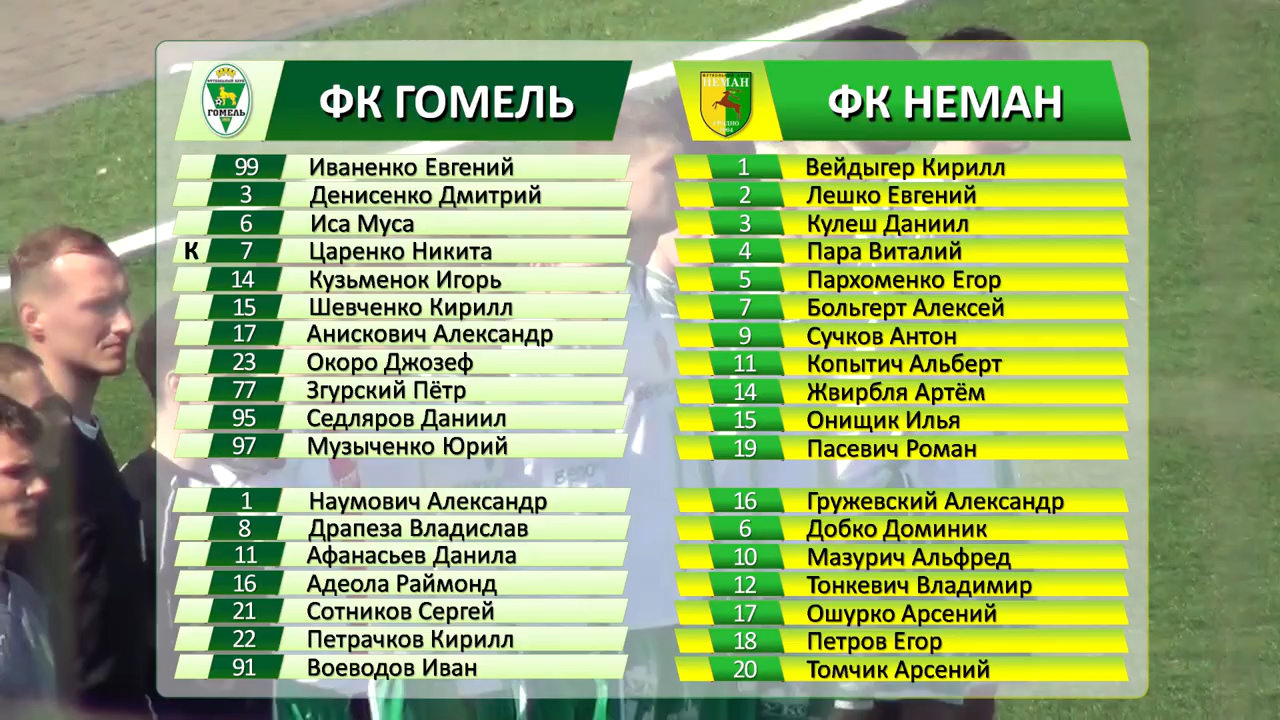 ФК ГОМЕЛЬ
99 Иваненко Евгений
3 Денисенко Дмитрий
6 Иса Муса
К 7 Царенко Никита
14 Кузьменок Игорь
15 Шевченко Кирилл
17 Анискович Александр
23 Окоро Джозеф
77 Згурский Пётр
95 Седляров Даниил
97 Музыченко Юрий
1 Наумович Александр
8 Драпеза Владислав
11 Афанасьев Данила
16 Адеола Раймонд
21 Сотников Сергей
22 Петрачков Кирилл
91 Воеводов Иван
ФК НЕМАН
1 Вейдыгер Кирилл
2 Лешко Евгений
3 Кулеш Даниил
4 Пара Виталий
5 Пархоменко Егор
7 Больгерт Алексей
9 Сучков Антон
11 Копытич Альберт
14 Жвирбля Артём
15 Онищик Илья
19 Пасевич Роман
16 Гружевский Александр
6 Добко Доминик
10 Мазурич Альфред
12 Тонкевич Владимир
17 Ошурко Арсений
18 Петров Егор
20 Томчик Арсений
ГОМЕЛЬ
НЕМАН